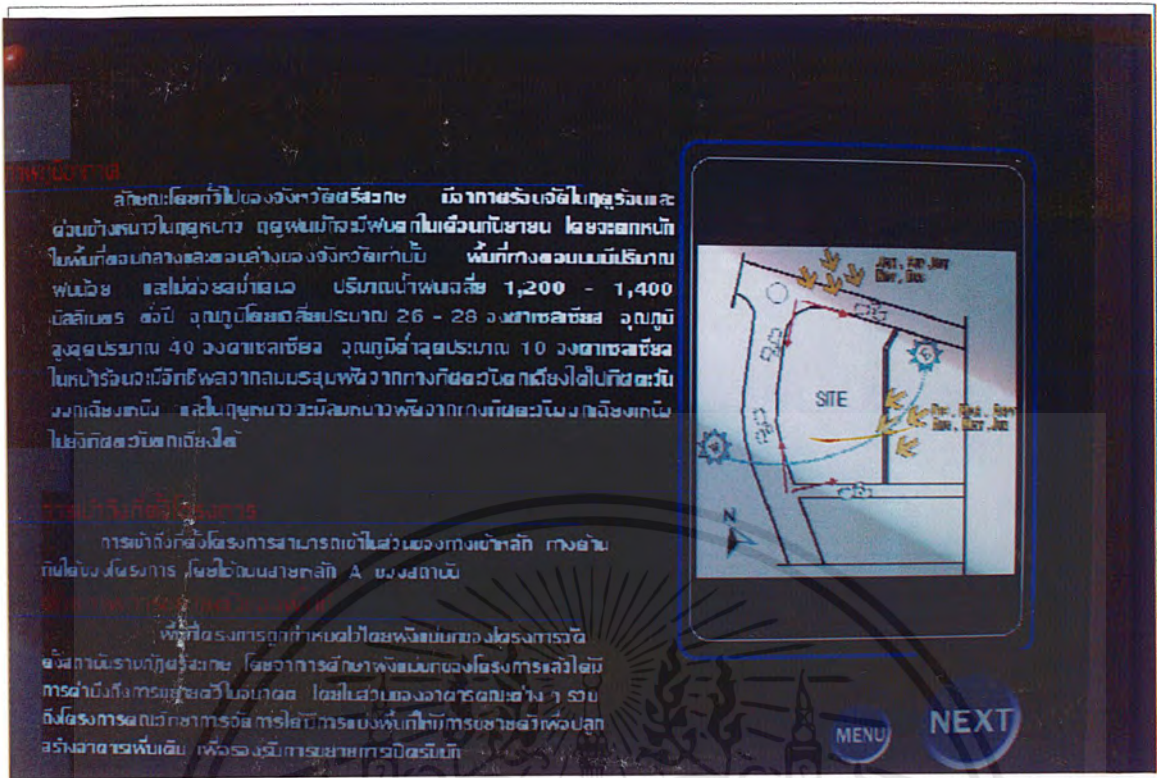 ลักษณะโดยทั่วไปของจังหวัดศรีสะเกษ มีอากาศร้อนจัดในฤดูร้อนและ
ค่อนข้างหนาวในฤดูหนาว ฤดูฝนมักจะมีฝนตกในเดือนกันยายน โดยจะตกหนัก
ในพื้นที่ตอนกลางและตอนล่างของจังหวัดเท่านั้น พื้นที่ทางตอนบนมีปริมาณ
ฝนน้อย และไม่ค่อยสม่ำเสมอ ปริมาณน้ำฝนเฉลี่ย 1,200 - 1,400
มิลลิเมตร ต่อปี อุณภูมิโดยเฉลี่ยประมาณ 26 - 28 องศาเซลเซียส อุณภูมิ
สูงสุดประมาณ 40 องศาเซลเซียส อุณภูมิต่ำสุดประมาณ 10 องศาเซลเซียส
ในหน้าร้อนจะมีอิทธิพลจากลมมรสุมพัดจากทางทิศตะวันตกเฉียงใต้ไปทิศตะวัน
ออกเฉียงเหนือ และในฤดูหนาวจะมีลมหนาวพัดจากทางทิศตะวันออกเฉียงเหนือ
ไปยังทิศตะวันตกเฉียงใต้
การเข้าถึงที่ตั้งโครงการ
การเข้าถึงที่ตั้งโครงการสามารถเข้าในส่วนของทางเข้าหลัก ทางด้าน
ทิศใต้ของโครงการ โดยใช้ถนนสายหลัก A ของสถาบัน
พื้นที่โครงการถูกกำหนดไว้โดยผังแม่บทของโครงการจัด
ตั้งสถาบันราชภัฏศรีสะเกษ โดยจากการศึกษาผังแม่บทของโครงการแล้วได้มี
การคำนึงถึงการขยายตัวในอนาคต โดยในส่วนของอาคารคณะต่าง ๆ รวม
ถึงโครงการคณะวิทยาการจัดการได้มีการแบ่งพื้นที่ให้มีการขยายตัวเพื่อปลูก
สร้างอาคารเพิ่มเติม เพื่อรองรับการขยายการเปิดรับนัก
SITE
N
MENU
NEXT